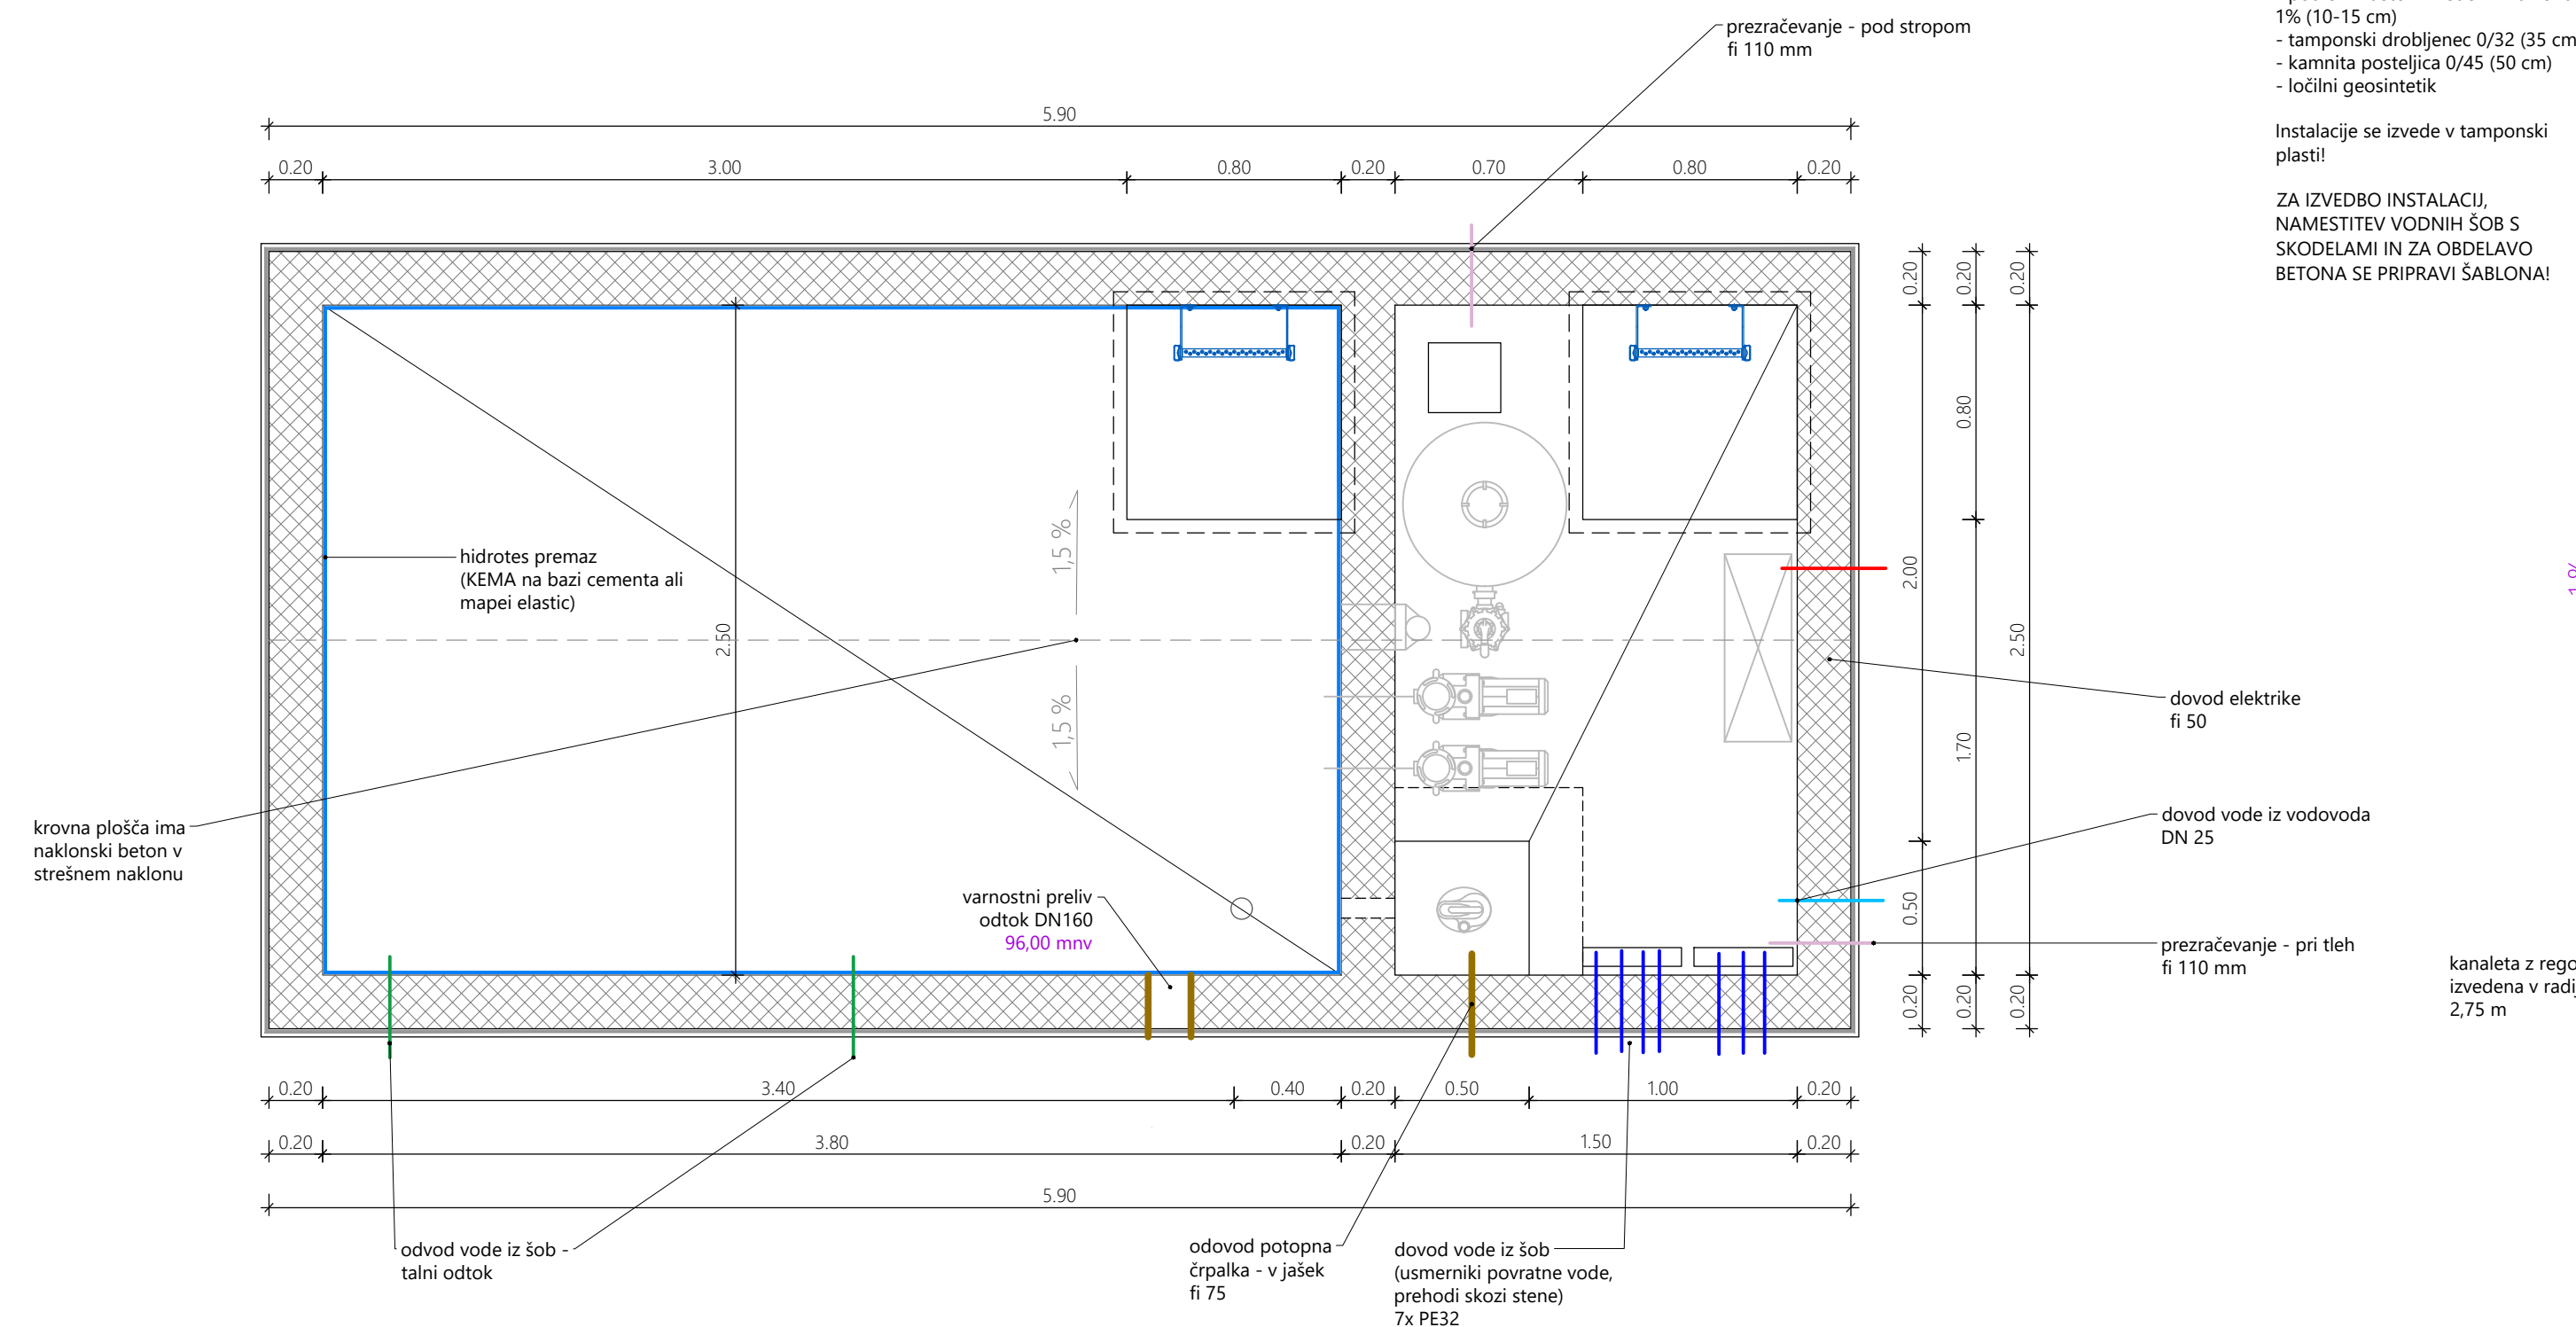 prezračevanje - pod stropom
fi 110 mm
1% (10-15 cm)
- tamponski drobljenec 0/32 (35 cm
- kamnita posteljica 0/45 (50 cm)
- ločilni geosintetik
Instalacije se izvede v tamponski
plasti!
ZA IZVEDBO INSTALACIJ,
NAMESTITEV VODNIH ŠOB S
SKODELAMI IN ZA OBDELAVO
BETONA SE PRIPRAVI ŠABLONA!
5.90
0.20 3.00 0.80 0.20 0.70 0.80 0.20
0.20 0.20 0.20
0.80
2.00
2.50
1.70
0.50
0.20 0.20 0.20
hidrotes premaz
(KEMA na bazi cementa ali
mapei elastic)
2.50
1,5 %
1,5 %
1 %
dovod elektrike
fi 50
krovna plošča ima
naklonski beton v
strešnem naklonu
dovod vode iz vodovoda
DN 25
varnostni preliv
odtok DN160
96,00 mnv
prezračevanje - pri tleh
fi 110 mm
kanaleta z rego
izvedena v radij
2,75 m
0.20 3.40 0.40 0.20 0.50 1.00 0.20
0.20 3.80 0.20 1.50 0.20
5.90
odvod vode iz šob -
talni odtok
odovod potopna
črpalka - v jašek
fi 75
dovod vode iz šob
(usmerniki povratne vode,
prehodi skozi stene)
7x PE32